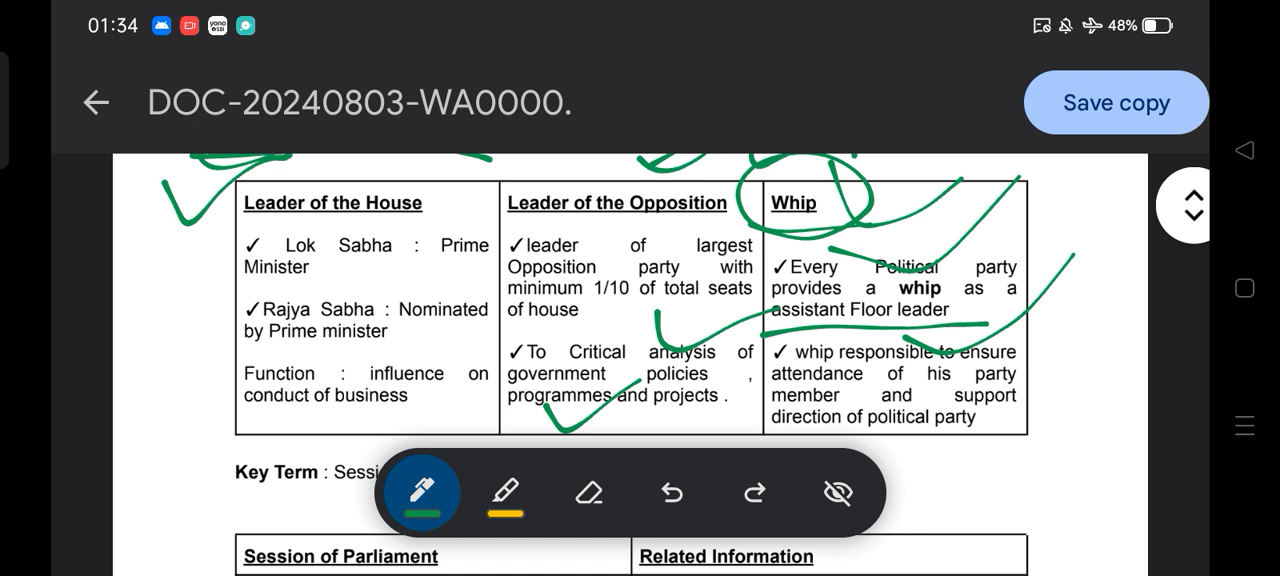 01:34
yono
SBI
48%
DOC-20240803-WA0000.
Save copy
Leader of the House
✓ Lok Sabha : Prime
Minister
✓Rajya Sabha : Nominated
by Prime minister
Function : influence on
conduct of business
Leader of the Opposition
✓leader of largest
Opposition party with
minimum 1/10 of total seats
of house
✓To Critical analysis of
government policies ,
programmes and projects .
Whip
✓Every Political party
provides a whip as a
assistant Floor leader
✓ whip responsible to ensure
attendance of his party
member and support
direction of political party
Key Term : Sessi
Session of Parliament
Related Information